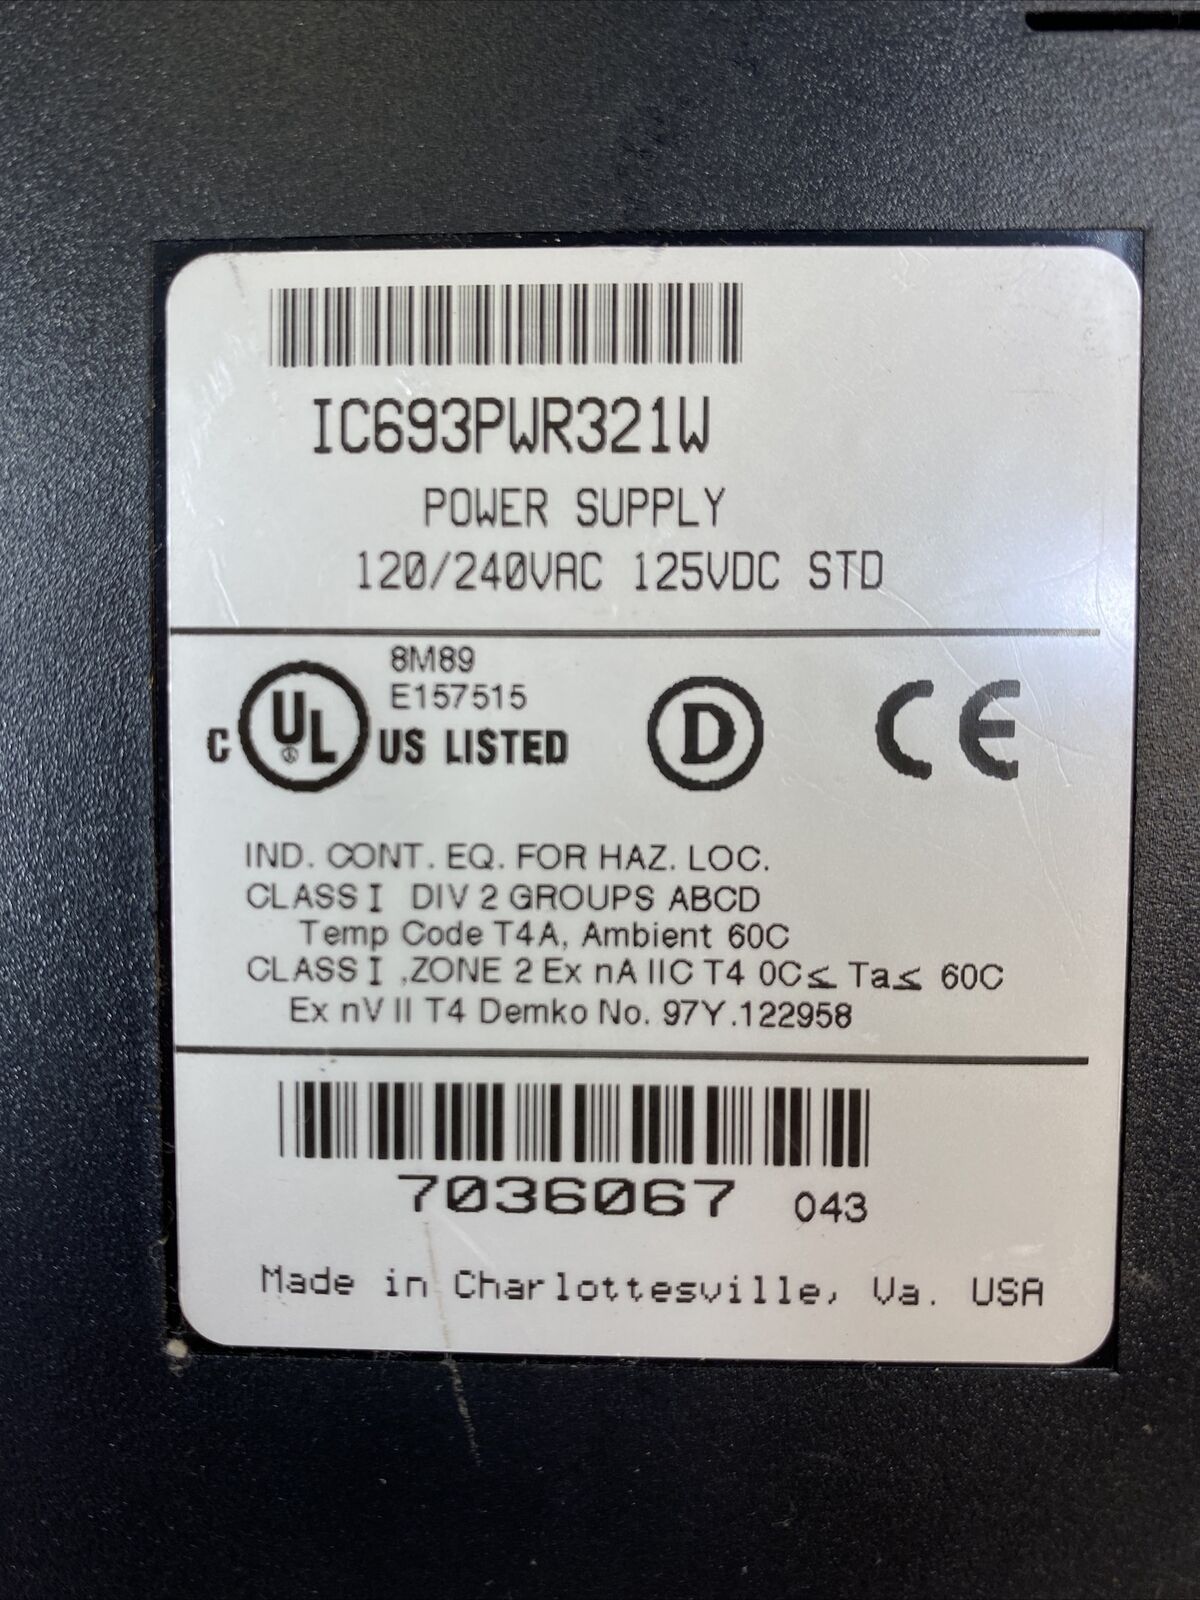 IC693PWR321W
POWER SUPPLY
120/240VAC 125VDC STD
8M89
E157515
C UL US LISTED
D
CE
IND. CONT. EQ. FOR HAZ. LOC.
CLASS I DIV 2 GROUPS ABCD
Temp Code T4A, Ambient 60C
CLASS I ,ZONE 2 Ex nA IIC T4 0C≤ Ta≤ 60C
Ex nV II T4 Demko No. 97Y.122958
7036067 043
Made in Charlottesville, Va. USA